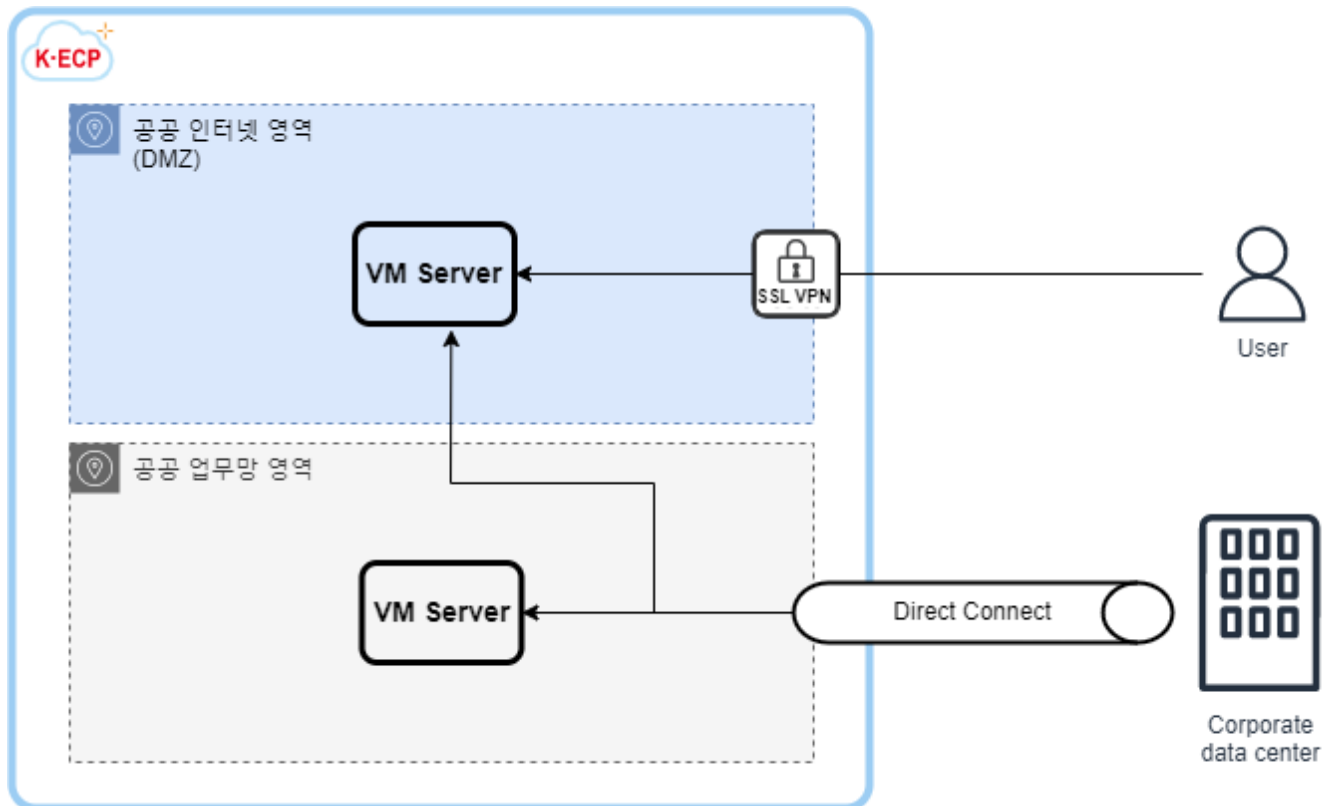 K-ECP
공공 인터넷 영역
(DMZ)
VM Server
SSL VPN
User
공공 업무망 영역
VM Server
Direct Connect
Corporate
data center